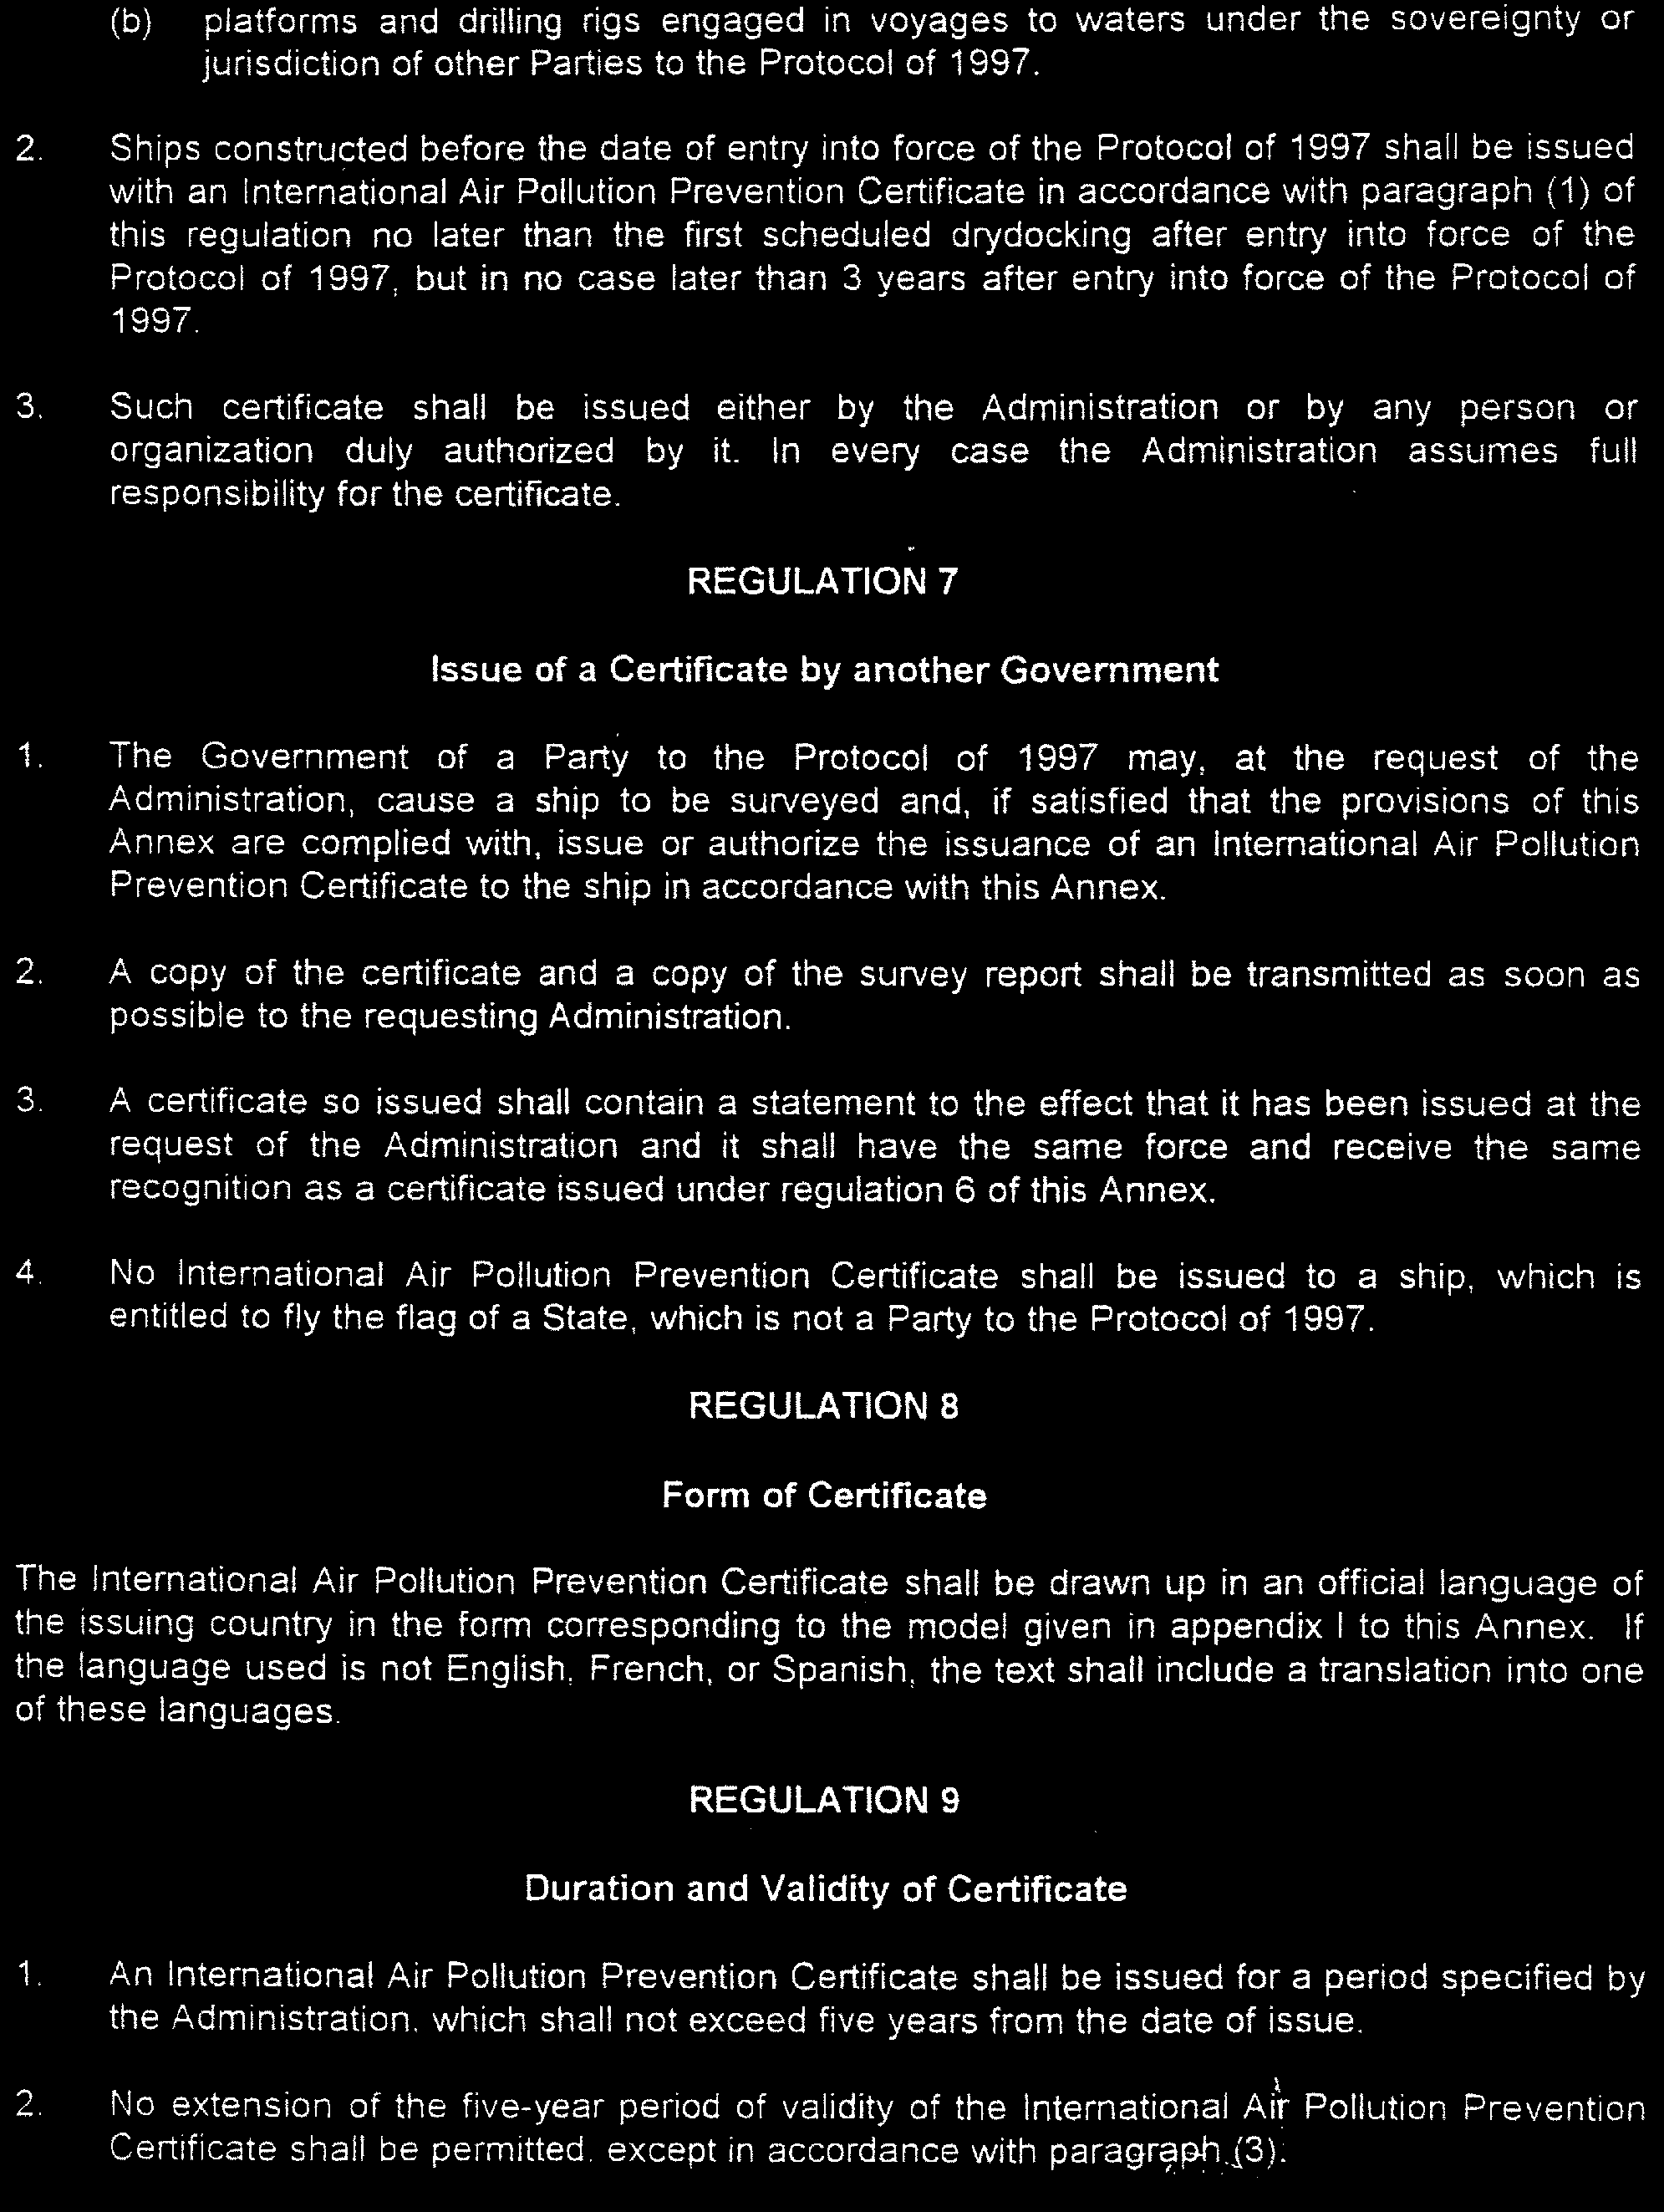 (b) platforms and drilling rigs engaged in voyages to waters under the sovereignty or
jurisdiction of other Parties to the Protocol of 1997.
2. Ships constructed before the date of entry into force of the Protocol of 1997 shall be issued
with an International Air Pollution Prevention Certificate in accordance with paragraph (1) of
this regulation no later than the first scheduled drydocking after entry into force of the
Protocol of 1997, but in no case later than 3 years after entry into force of the Protocol of
1997.
3. Such certificate shall be issued either by the Administration or by any person or
organization duly authorized by it. In every case the Administration assumes full
responsibility for the certificate.
REGULATION 7
Issue of a Certificate by another Government
1. The Government of a Party to the Protocol of 1997 may, at the request of the
Administration, cause a ship to be surveyed and, if satisfied that the provisions of this
Annex are complied with, issue or authorize the issuance of an International Air Pollution
Prevention Certificate to the ship in accordance with this Annex.
2. A copy of the certificate and a copy of the survey report shall be transmitted as soon as
possible to the requesting Administration.
3. A certificate so issued shall contain a statement to the effect that it has been issued at the
request of the Administration and it shall have the same force and receive the same
recognition as a certificate issued under regulation 6 of this Annex.
4. No International Air Pollution Prevention Certificate shall be issued to a ship, which is
entitled to fly the flag of a State, which is not a Party to the Protocol of 1997.
REGULATION 8
Form of Certificate
The International Air Pollution Prevention Certificate shall be drawn up in an official language of
the issuing country in the form corresponding to the model given in appendix I to this Annex. If
the language used is not English, French, or Spanish, the text shall include a translation into one
of these languages.
REGULATION 9
Duration and Validity of Certificate
1. An International Air Pollution Prevention Certificate shall be issued for a period specified by
the Administration, which shall not exceed five years from the date of issue.
2. No extension of the five-year period of validity of the International Air Pollution Prevention
Certificate shall be permitted, except in accordance with paragraph (3).